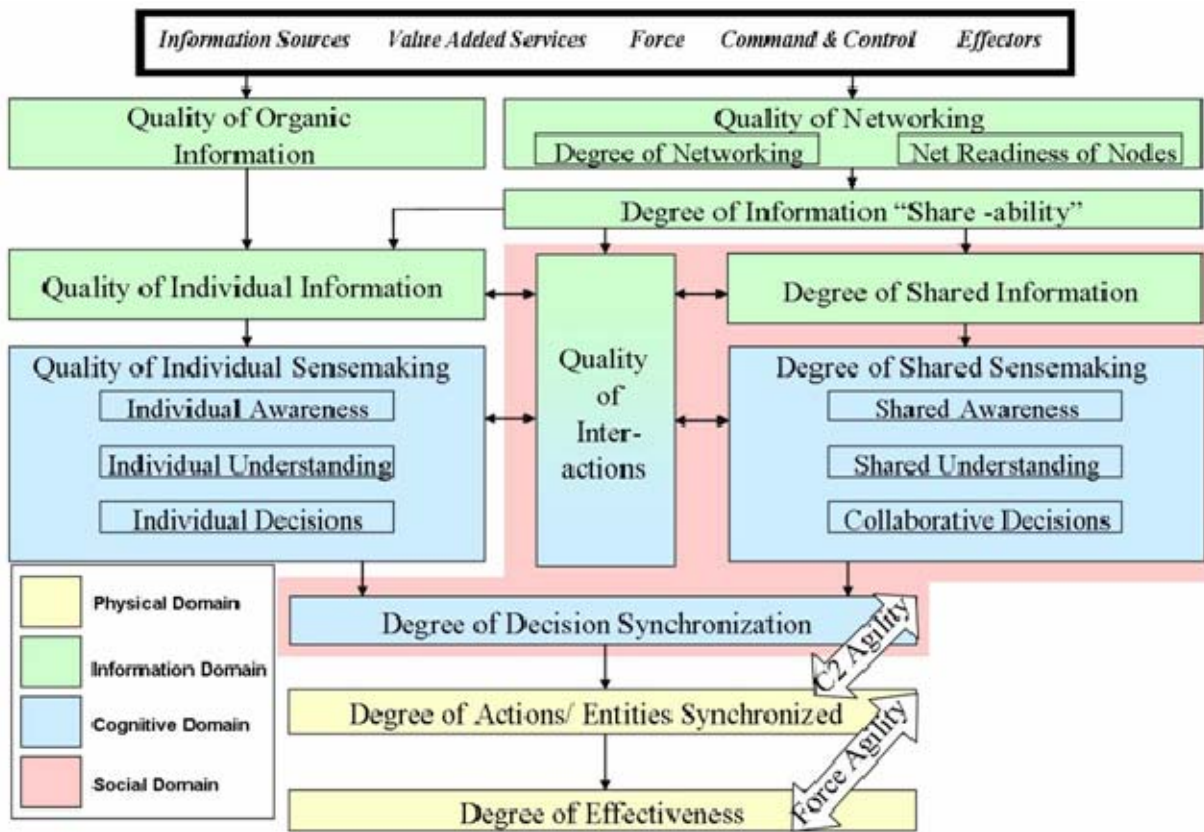 Information Sources Value Added Services Force Command & Control Effectors
Quality of Organic
Information
Quality of Networking
Degree of Networking Net Readiness of Nodes
Degree of Information “Share -ability”
Quality of Individual Information
Quality
of
Inter-
actions
Degree of Shared Information
Quality of Individual Sensemaking
Individual Awareness
Individual Understanding
Individual Decisions
Degree of Shared Sensemaking
Shared Awareness
Shared Understanding
Collaborative Decisions
Physical Domain
Information Domain
Cognitive Domain
Social Domain
Degree of Decision Synchronization
C2 Agility
Degree of Actions/ Entities Synchronized
Force Agility
Degree of Effectiveness